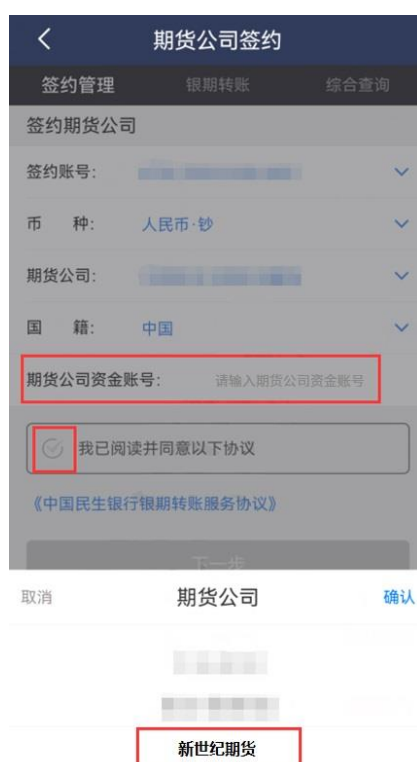 期货公司签约
签约管理 银期转账 综合查询
签约期货公司
签约账号:
币 种: 人民币·钞
期货公司:
国 籍: 中国
期货公司资金账号: 请输入期货公司资金账号
我已阅读并同意以下协议
《中国民生银行银期转账服务协议》
下一步
取消 期货公司 确认
新世纪期货